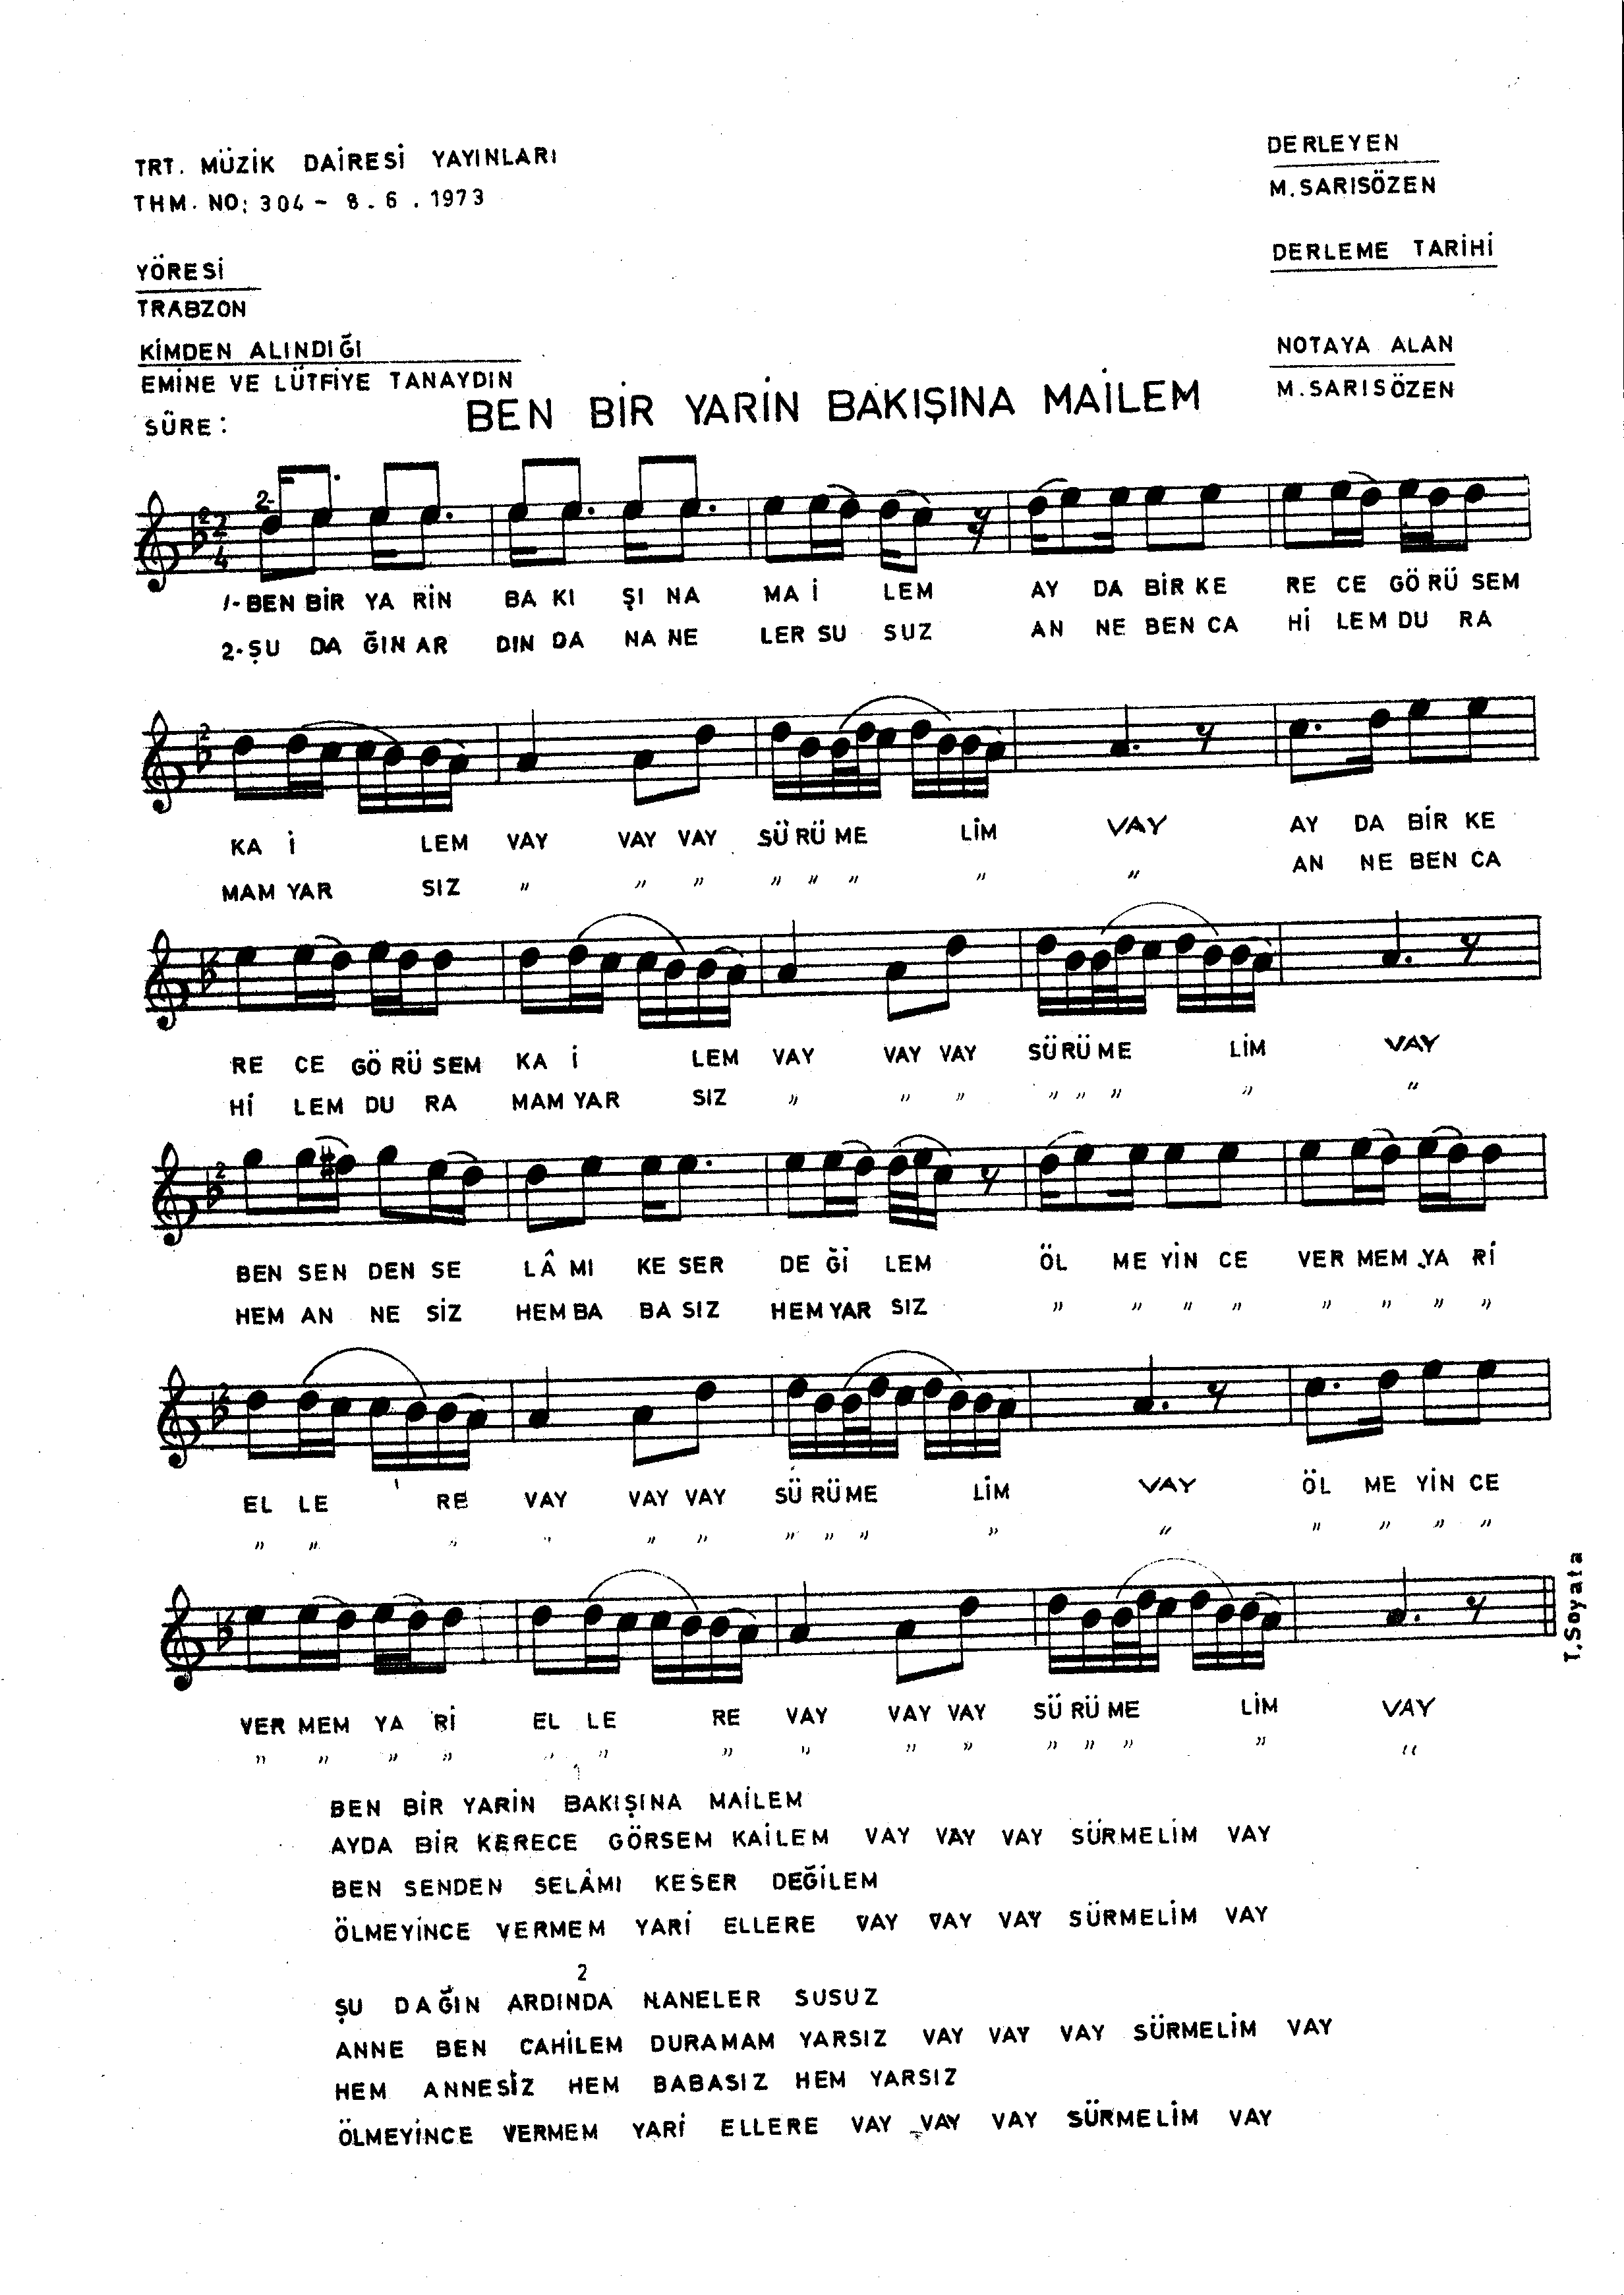 TRT. MÜZİK DAİRESİ YAYINLARI
THM. NO: 304 - 8.6.1973
DERLEYEN
M. SARISÖZEN
YÖRESİ
TRABZON
DERLEME TARİHİ
KİMDEN ALINDIĞI
EMİNE VE LÜTFİYE TANAYDIN
NOTAYA ALAN
M. SARISÖZEN
SÜRE:
BEN BİR YARİN BAKIŞINA MAİLEM
2-
2
2
4
1- BEN BİR YA RİN BA KI ŞI NA MA İ LEM AY DA BİR KE RE CE GÖ RÜ SEM
2- ŞU DA ĞIN AR DIN DA NA NE LER SU SUZ AN NE BEN CA Hİ LEM DU RA
2
KA İ LEM VAY VAY VAY SÜ RÜ ME LİM VAY AY DA BİR KE
MAM YAR SIZ " " " " " " " " AN NE BEN CA
RE CE GÖ RÜ SEM KA İ LEM VAY VAY VAY SÜ RÜ ME LİM VAY
Hİ LEM DU RA MAM YAR SIZ " " " " " " " "
2
BEN SEN DEN SE LÂ MI KE SER DE Ğİ LEM ÖL ME YİN CE VER MEM YA Rİ
HEM AN NE SİZ HEM BA BA SIZ HEM YAR SIZ " " " " " " " "
2
EL LE RE VAY VAY VAY SÜ RÜ ME LİM VAY ÖL ME YİN CE
" " " " " " " " " " " " " " "
VER MEM YA Rİ EL LE RE VAY VAY VAY SÜ RÜ ME LİM VAY
" " " " " " " " " " " " " " "
T. Soyata
1
BEN BİR YARİN BAKIŞINA MAİLEM
AYDA BİR KERECE GÖRSEM KAİLEM VAY VAY VAY SÜRMELİM VAY
BEN SENDEN SELÂMI KESER DEĞİLEM
ÖLMEYİNCE VERMEM YARİ ELLERE VAY VAY VAY SÜRMELİM VAY
2
ŞU DAĞIN ARDINDA NANELER SUSUZ
ANNE BEN CAHİLEM DURAMAM YARSIZ VAY VAY VAY SÜRMELİM VAY
HEM ANNESİZ HEM BABASIZ HEM YARSIZ
ÖLMEYİNCE VERMEM YARİ ELLERE VAY VAY VAY SÜRMELİM VAY